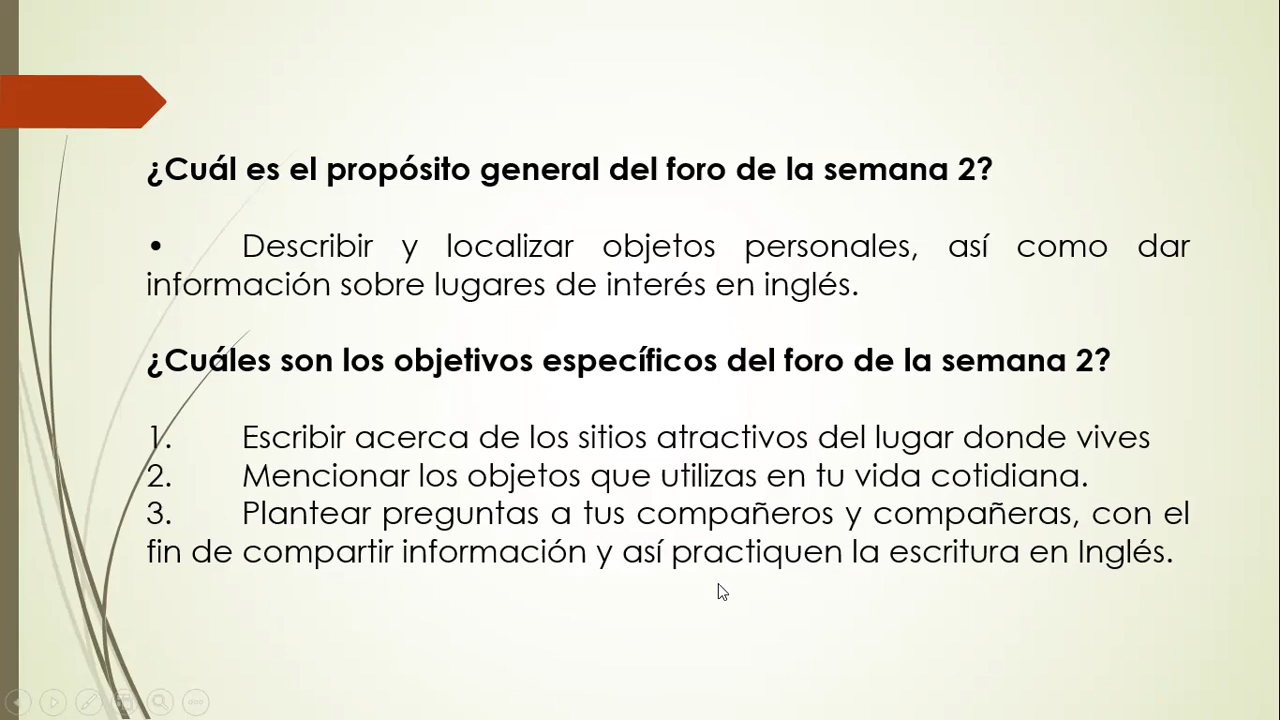 ¿Cuál es el propósito general del foro de la semana 2?
• Describir y localizar objetos personales, así como dar
información sobre lugares de interés en inglés.
¿Cuáles son los objetivos específicos del foro de la semana 2?
1. Escribir acerca de los sitios atractivos del lugar donde vives
2. Mencionar los objetos que utilizas en tu vida cotidiana.
3. Plantear preguntas a tus compañeros y compañeras, con el
fin de compartir información y así practiquen la escritura en Inglés.